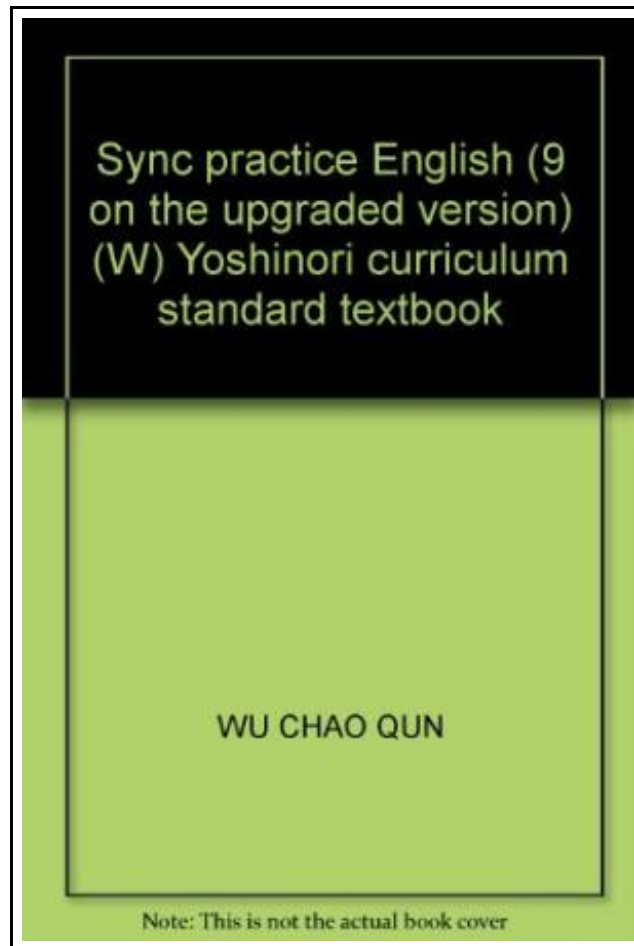 Sync practice English (9
on the upgraded version)
(W) Yoshinori curriculum
standard textbook
WU CHAO QUN
Note: This is not the actual book cover